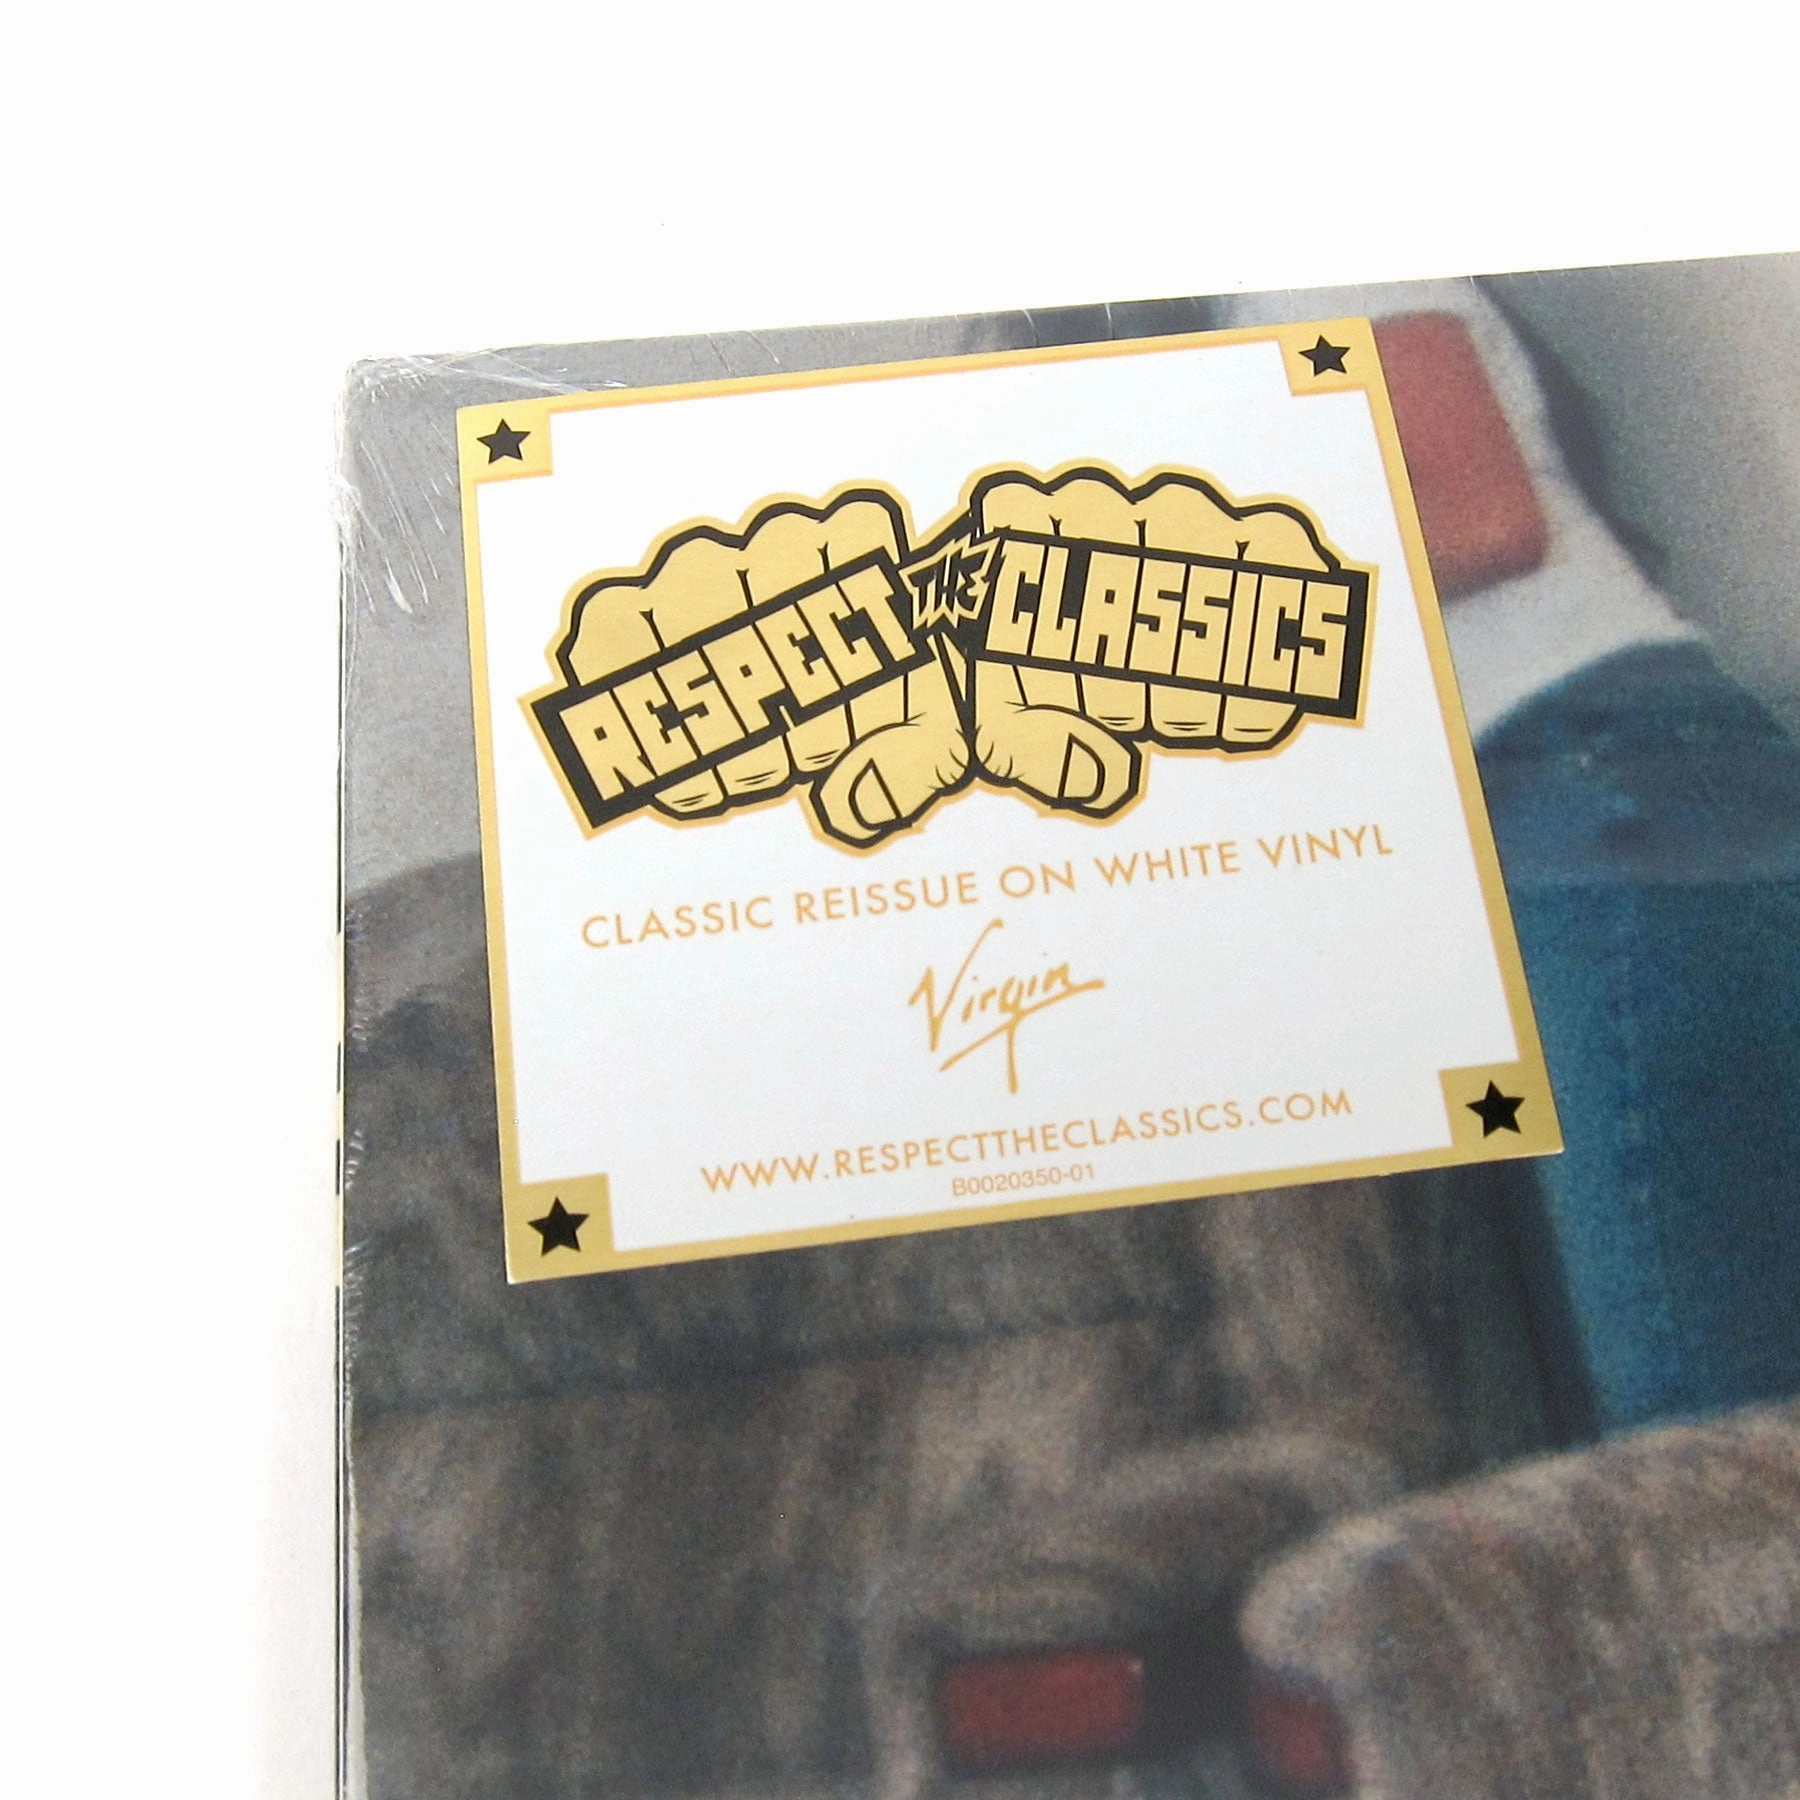 RESPECT THE CLASSICS
CLASSIC REISSUE ON WHITE VINYL
Virgin
WWW.RESPECTTHECLASSICS.COM
B0020350-01